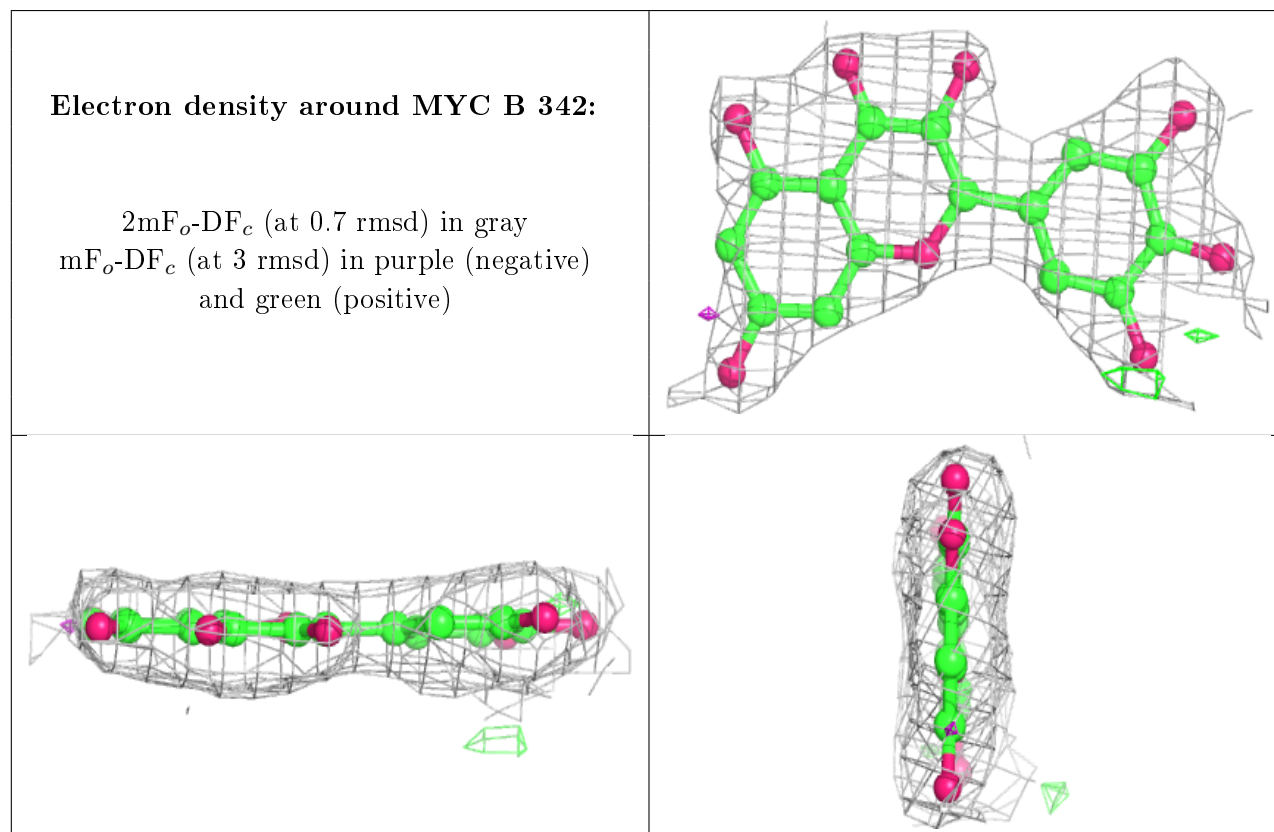 Electron density around MYC B 342:
2mFₒ-DF𝒸 (at 0.7 rmsd) in gray
mFₒ-DF𝒸 (at 3 rmsd) in purple (negative)
and green (positive)